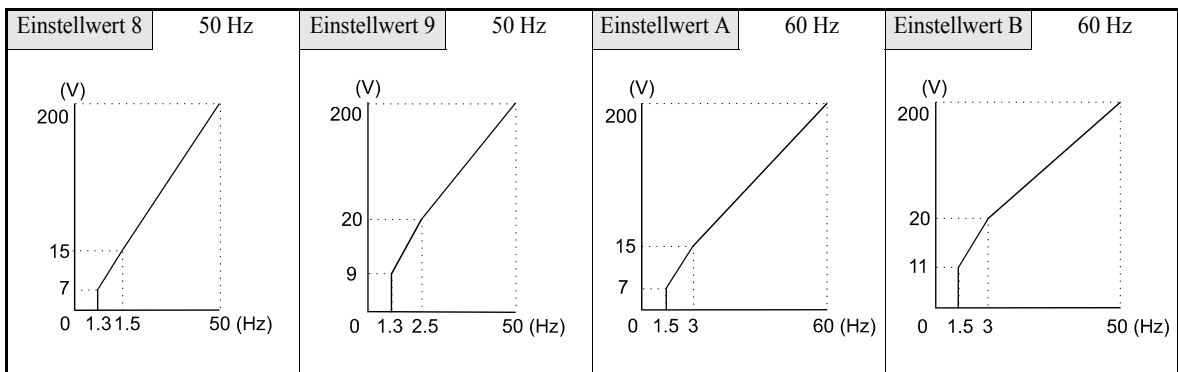 Einstellwert 8 50 Hz
Einstellwert 9 50 Hz
Einstellwert A 60 Hz
Einstellwert B 60 Hz
(V)
200
15
7
0 1.3 1.5 50 (Hz)
(V)
200
20
9
0 1.3 2.5 50 (Hz)
(V)
200
15
7
0 1.5 3 60 (Hz)
(V)
200
20
11
0 1.5 3 50 (Hz)